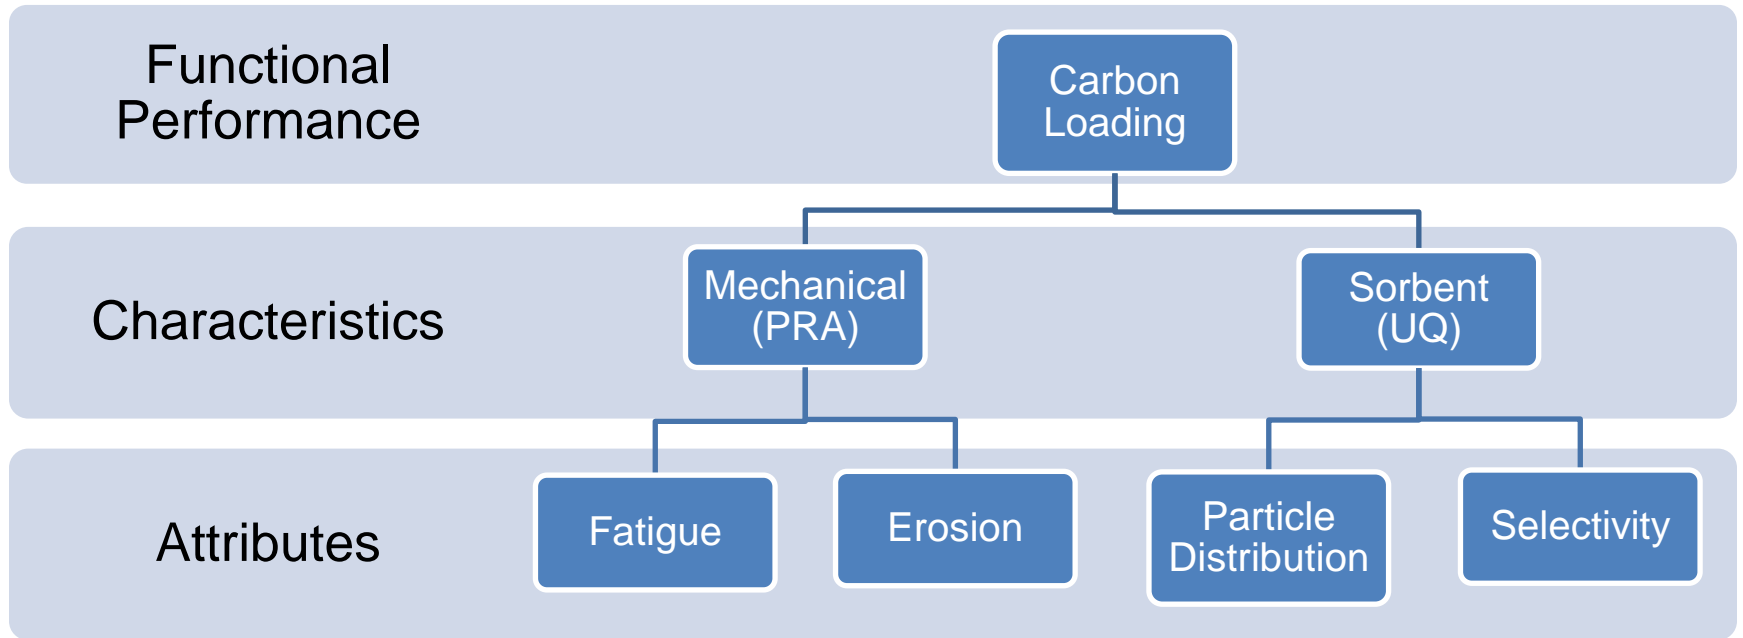 Functional
Performance
Carbon
Loading
Characteristics
Mechanical
(PRA)
Sorbent
(UQ)
Attributes
Fatigue
Erosion
Particle
Distribution
Selectivity